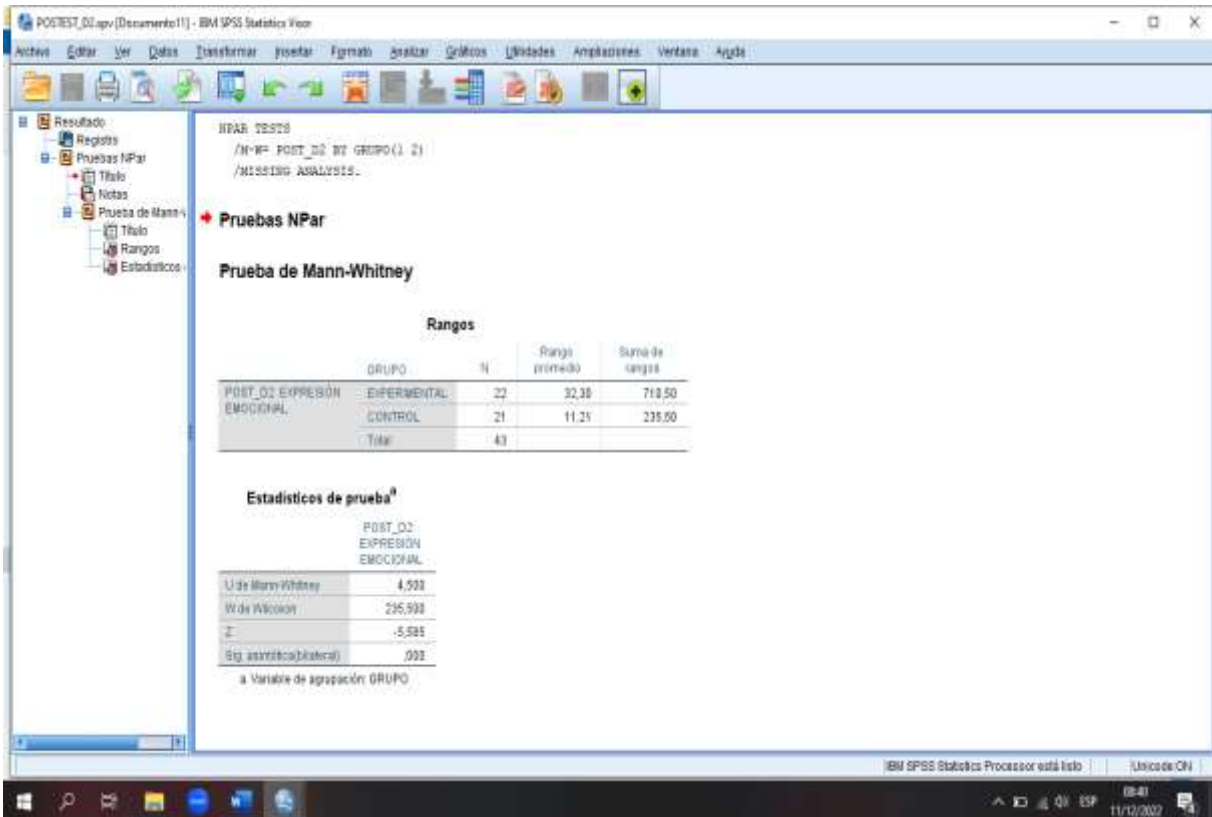 POSTEST_D2.spv [Documento11] - IBM SPSS Statistics Visor
Archivo Editar Ver Datos Transformar Insertar Formato Analizar Gráficos Utilidades Ampliaciones Ventana Ayuda
Resultado
Registro
Pruebas NPar
Título
Notas
Prueba de Mann-
Título
Rangos
Estadísticos
NPAR TESTS
/M-W= POST_D2 BY GRUPO(1 2)
/MISSING ANALYSIS.
Pruebas NPar
Prueba de Mann-Whitney
Rangos
GRUPO N Rango promedio Suma de rangos
POST_D2 EXPRESIÓN EMOCIONAL EXPERIMENTAL 22 710,50
CONTROL 21 11,21 235,50
Total 43
Estadísticos de prueba a
POST_D2
EXPRESIÓN
EMOCIONAL
U de Mann-Whitney 4,500
W de Wilcoxon 235,500
Z -5,585
Sig. asintótica(bilateral) ,000
a. Variable de agrupación: GRUPO
IBM SPSS Statistics Processor está listo Unicode:ON
ESP
08:40
11/12/2022